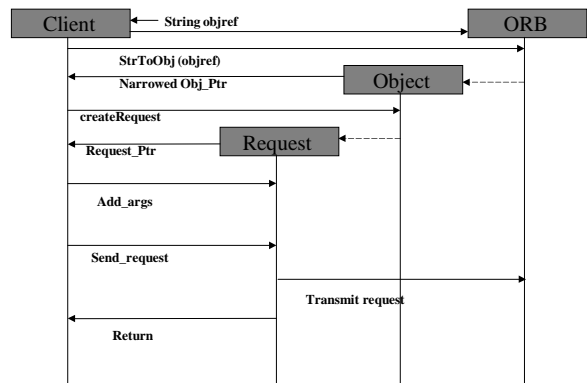 Client
String objref
ORB
StrToObj (objref)
Narrowed Obj_Ptr
Object
createRequest
Request_Ptr
Request
Add_args
Send_request
Transmit request
Return